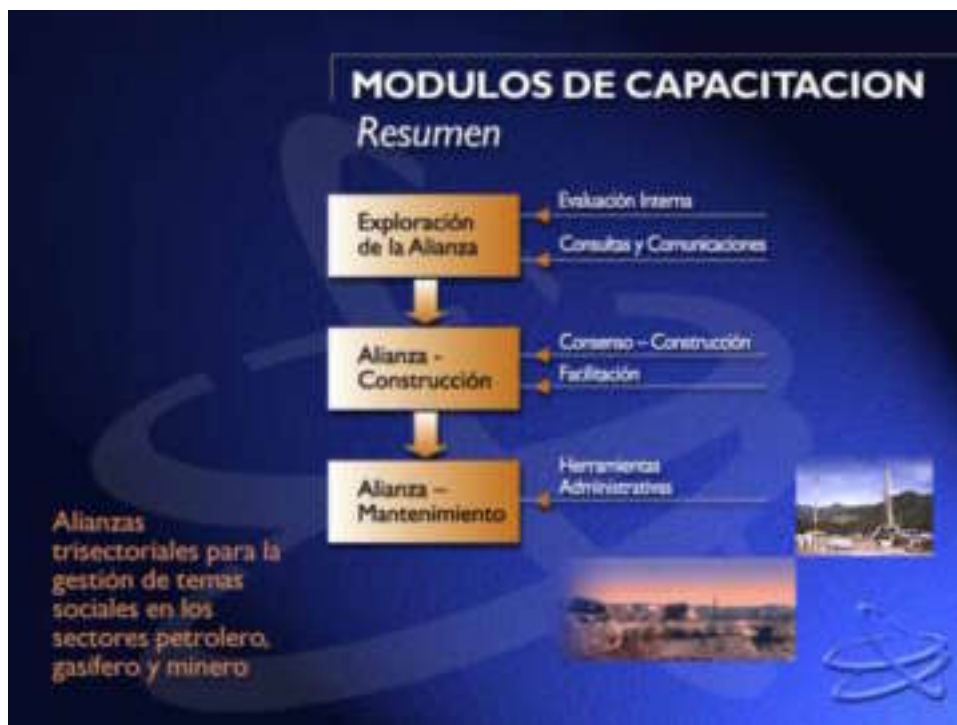 MODULOS DE CAPACITACION
Resumen
Exploración
de la Alianza
Evaluación Interna
Consultas y Comunicaciones
Alianza -
Construcción
Consenso – Construcción
Facilitación
Alianza –
Mantenimiento
Herramientas
Administrativas
Alianzas
trisectoriales para la
gestión de temas
sociales en los
sectores petrolero,
gasífero y minero